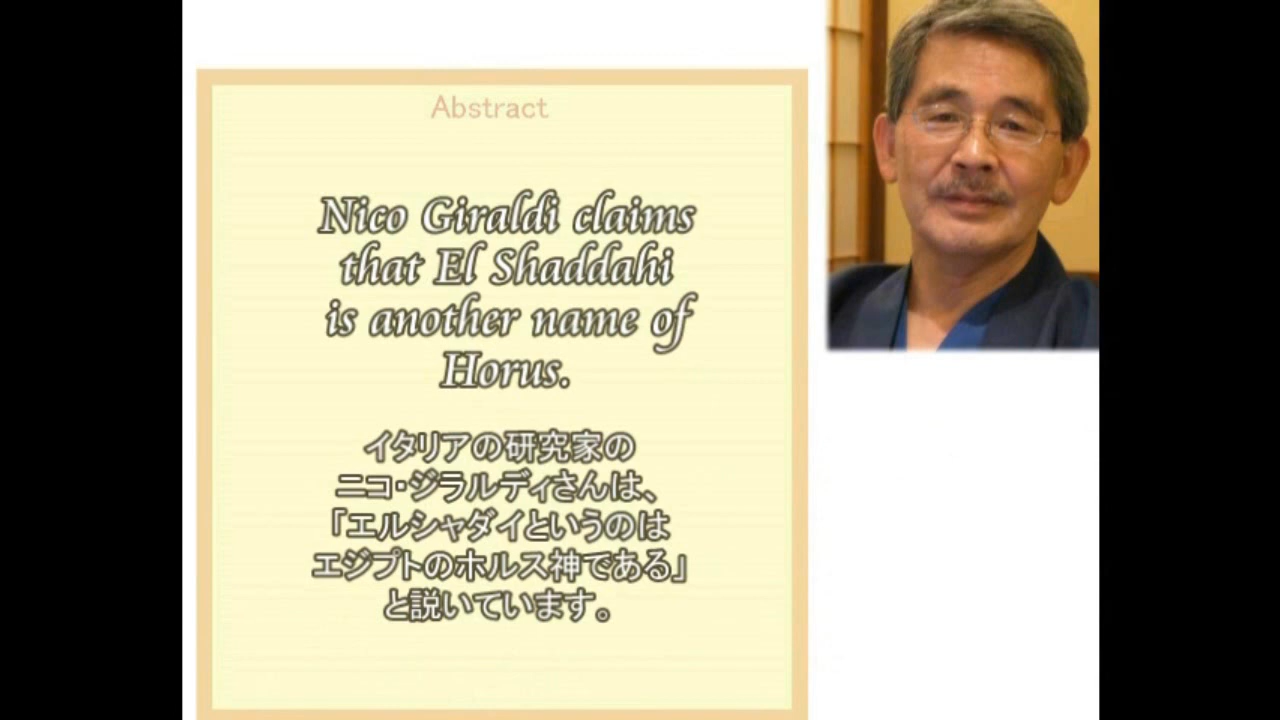 Abstract
Nico Giraldi claims
that El Shaddahi
is another name of
Horus.
イタリアの研究家の
ニコ・ジラルディさんは、
「エルシャダイというのは
エジプトのホルス神である」
と説いています。